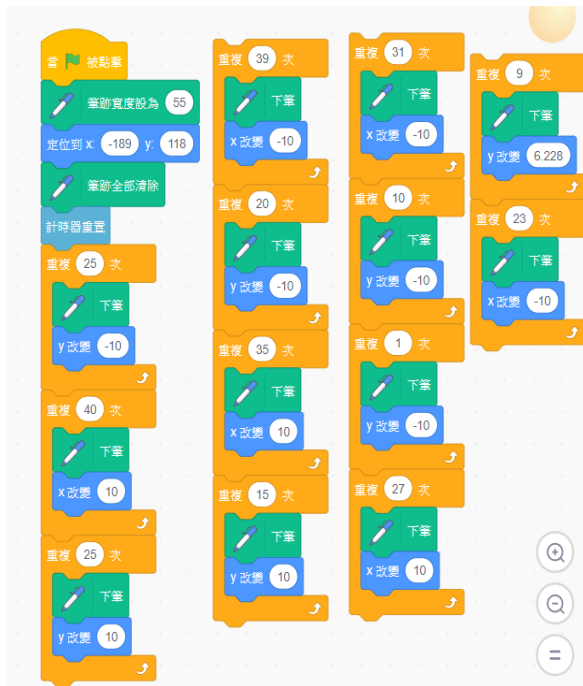 當 被點擊
筆跡寬度設為 55
定位到 x: -189 y: 118
筆跡全部清除
計時器重置
重複 25 次
下筆
y 改變 -10
重複 40 次
下筆
x 改變 10
重複 25 次
下筆
y 改變 10
重複 39 次
下筆
x 改變 -10
重複 20 次
下筆
y 改變 -10
重複 35 次
下筆
x 改變 10
重複 15 次
下筆
y 改變 10
重複 31 次
下筆
x 改變 -10
重複 10 次
下筆
y 改變 -10
重複 1 次
下筆
y 改變 -10
重複 27 次
下筆
x 改變 10
重複 9 次
下筆
y 改變 6.228
重複 23 次
下筆
x 改變 -10